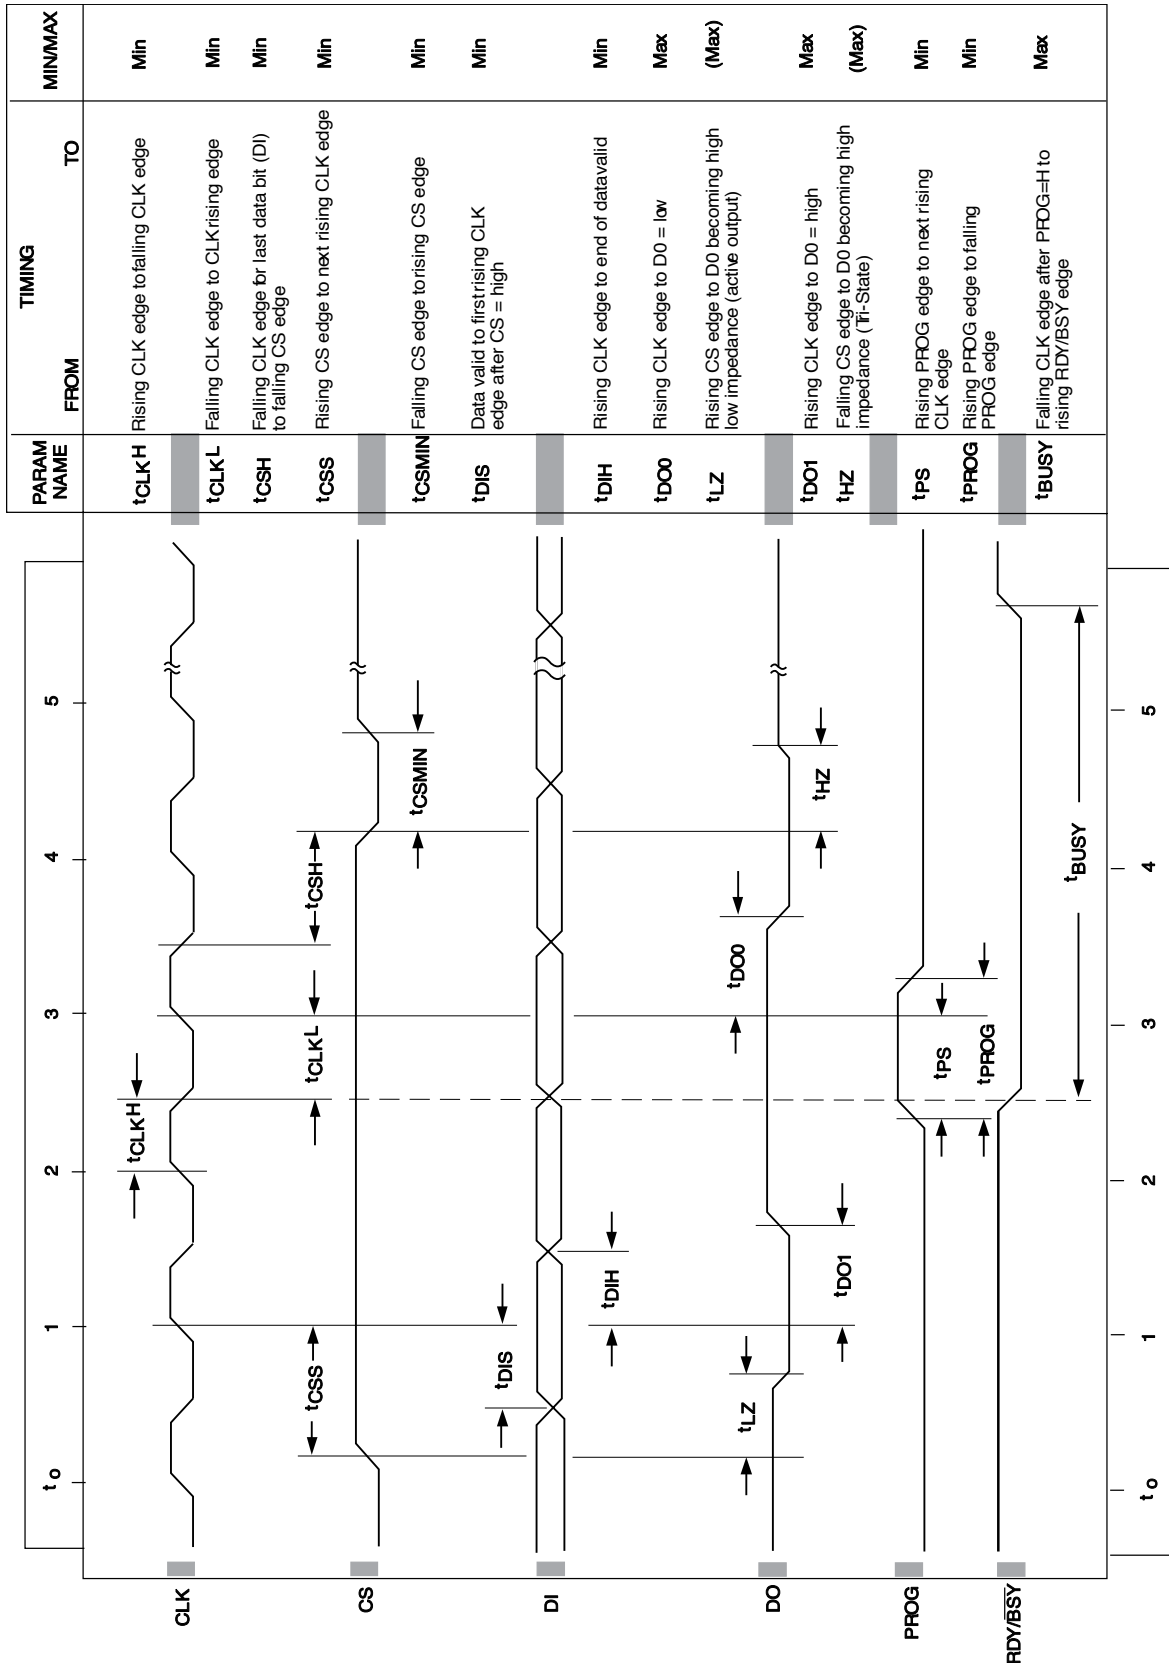 t o 1 2 3 4 5
PARAM NAME
TIMING
FROM TO
MIN/MAX
CLK
tCLKH
tCLKH Rising CLK edge to falling CLK edge Min
tCLKL Falling CLK edge to CLK rising edge Min
tCSH Falling CLK edge for last data bit (DI)
to falling CS edge Min
tCSS tCLKL tCSH
tCSS Rising CS edge to next rising CLK edge Min
CS
tCSMIN
tCSMIN Falling CS edge to rising CS edge Min
tDIS
tDIS Data valid to first rising CLK
edge after CS = high Min
DI
tDIH
tDIH Rising CLK edge to end of data valid Min
tDO0 Rising CLK edge to D0 = low Max
tLZ tDO0
tLZ Rising CS edge to D0 becoming high
low impedance (active output) (Max)
DO
tDO1 tHZ
tDO1 Rising CLK edge to D0 = high Max
tHZ Falling CS edge to D0 becoming high
impedance (Tri-State) (Max)
PROG
tPS
tPS Rising PROG edge to next rising
CLK edge Min
tPROG
tPROG Rising PROG edge to falling
PROG edge Min
RDY/BSY
tBUSY
tBUSY Falling CLK edge after PROG=H to
rising RDY/BSY edge Max
t o 1 2 3 4 5